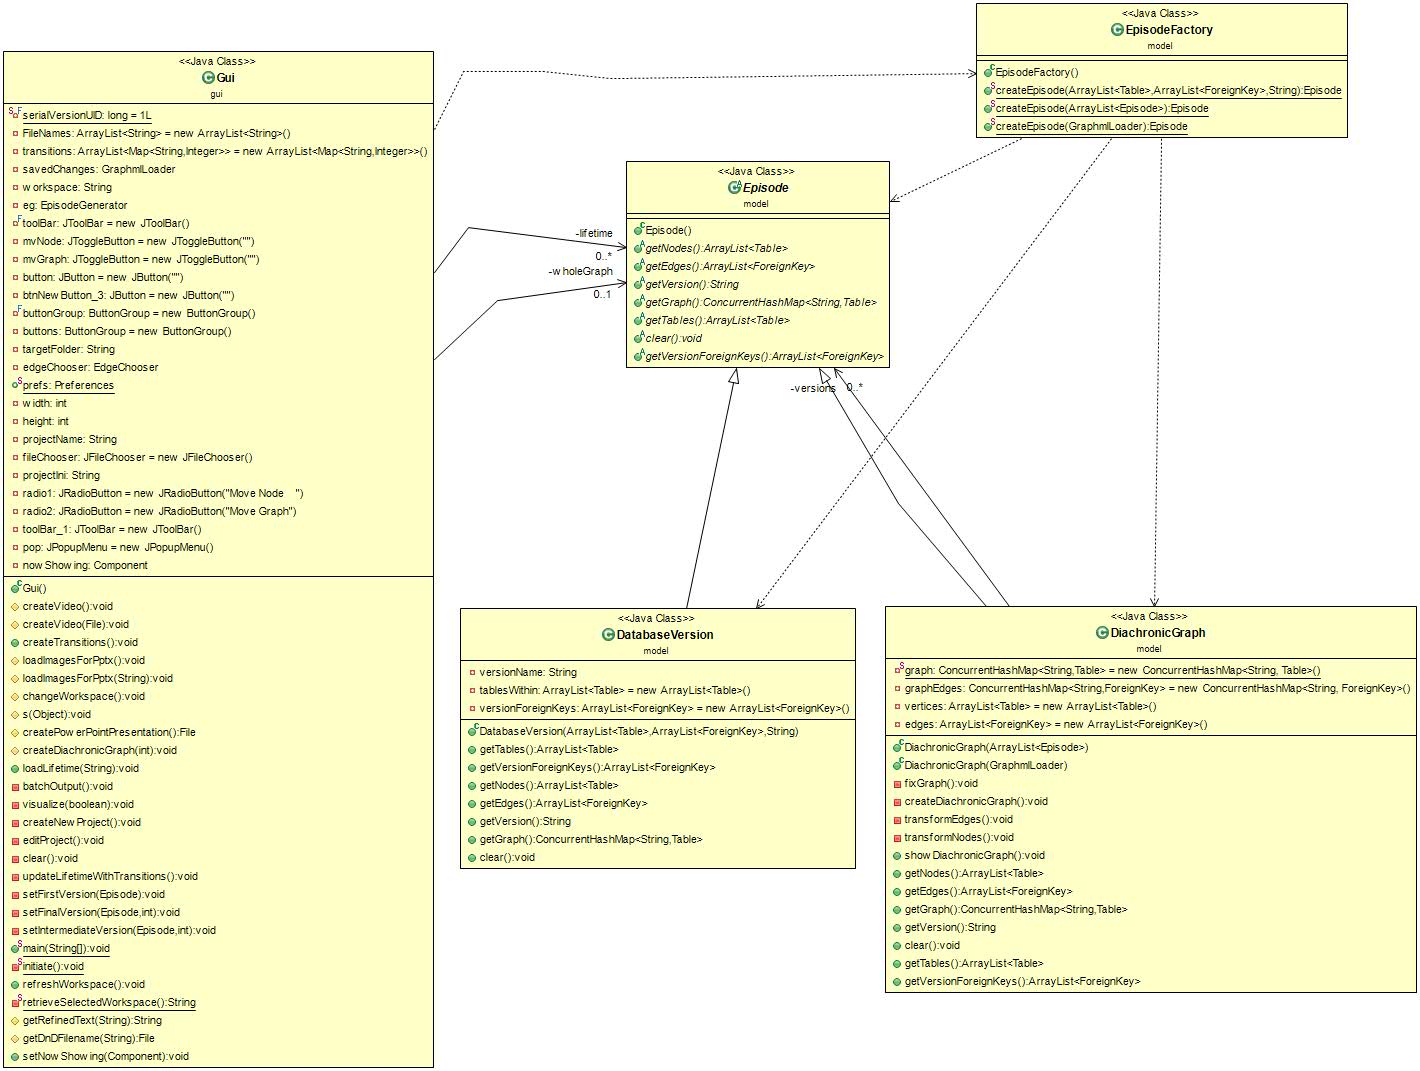 <<Java Class>>
Gui
gui
serialVersionUID: long = 1L
FileNames: ArrayList<String> = new ArrayList<String>()
transitions: ArrayList<Map<String,Integer>> = new ArrayList<Map<String,Integer>>()
savedChanges: GraphmlLoader
workspace: String
eg: EpisodeGenerator
toolBar: JToolBar = new JToolBar()
mvNode: JToggleButton = new JToggleButton("")
mvGraph: JToggleButton = new JToggleButton("")
button: JButton = new JButton("")
btnNewButton_3: JButton = new JButton("")
buttonGroup: ButtonGroup = new ButtonGroup()
buttons: ButtonGroup = new ButtonGroup()
targetFolder: String
edgeChooser: EdgeChooser
prefs: Preferences
width: int
height: int
projectName: String
fileChooser: JFileChooser = new JFileChooser()
projectIni: String
radio1: JRadioButton = new JRadioButton("Move Node    ")
radio2: JRadioButton = new JRadioButton("Move Graph")
toolBar_1: JToolBar = new JToolBar()
pop: JPopupMenu = new JPopupMenu()
nowShowing: Component
Gui()
createVideo():void
createVideo(File):void
createTransitions():void
loadImagesForPptx():void
loadImagesForPptx(String):void
changeWorkspace():void
s(Object):void
createPowerPointPresentation():File
createDiachronicGraph(int):void
loadLifetime(String):void
batchOutput():void
visualize(boolean):void
createNewProject():void
editProject():void
clear():void
updateLifetimeWithTransitions():void
setFirstVersion(Episode):void
setFinalVersion(Episode,int):void
setIntermediateVersion(Episode,int):void
main(String[]):void
initiate():void
refreshWorkspace():void
retrieveSelectedWorkspace():String
getRefinedText(String):String
getDnDFilename(String):File
setNowShowing(Component):void
<<Java Class>>
EpisodeFactory
model
EpisodeFactory()
createEpisode(ArrayList<Table>,ArrayList<ForeignKey>,String):Episode
createEpisode(ArrayList<Episode>):Episode
createEpisode(GraphmlLoader):Episode
<<Java Class>>
Episode
model
Episode()
getNodes():ArrayList<Table>
getEdges():ArrayList<ForeignKey>
getVersion():String
getGraph():ConcurrentHashMap<String,Table>
getTables():ArrayList<Table>
clear():void
getVersionForeignKeys():ArrayList<ForeignKey>
-lifetime
0..*
-wholeGraph
0..1
-versions 0..*
<<Java Class>>
DatabaseVersion
model
versionName: String
tablesWithin: ArrayList<Table> = new ArrayList<Table>()
versionForeignKeys: ArrayList<ForeignKey> = new ArrayList<ForeignKey>()
DatabaseVersion(ArrayList<Table>,ArrayList<ForeignKey>,String)
getTables():ArrayList<Table>
getVersionForeignKeys():ArrayList<ForeignKey>
getNodes():ArrayList<Table>
getEdges():ArrayList<ForeignKey>
getVersion():String
getGraph():ConcurrentHashMap<String,Table>
clear():void
<<Java Class>>
DiachronicGraph
model
graph: ConcurrentHashMap<String,Table> = new ConcurrentHashMap<String, Table>()
graphEdges: ConcurrentHashMap<String,ForeignKey> = new ConcurrentHashMap<String, ForeignKey>()
vertices: ArrayList<Table> = new ArrayList<Table>()
edges: ArrayList<ForeignKey> = new ArrayList<ForeignKey>()
DiachronicGraph(ArrayList<Episode>)
DiachronicGraph(GraphmlLoader)
fixGraph():void
createDiachronicGraph():void
transformEdges():void
transformNodes():void
showDiachronicGraph():void
getNodes():ArrayList<Table>
getEdges():ArrayList<ForeignKey>
getGraph():ConcurrentHashMap<String,Table>
getVersion():String
clear():void
getTables():ArrayList<Table>
getVersionForeignKeys():ArrayList<ForeignKey>